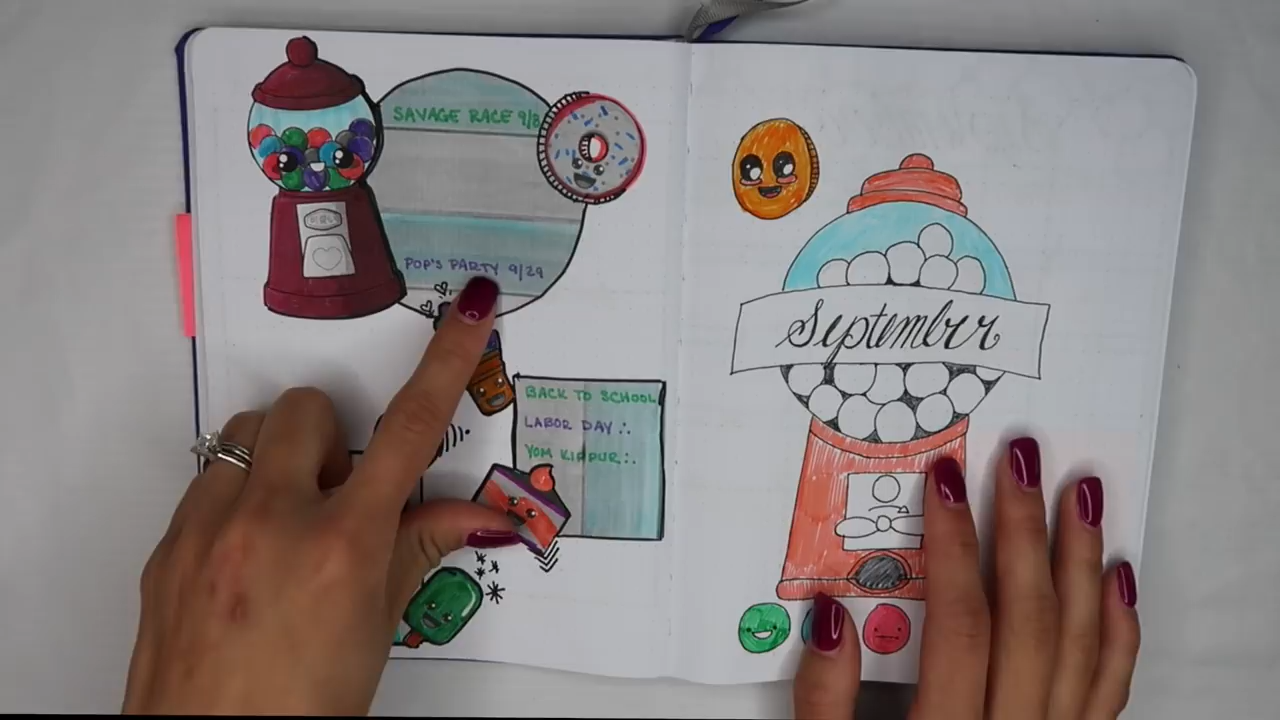 SAVAGE RACE 9/8
POP'S PARTY 9/29
BACK TO SCHOOL
LABOR DAY ∴
YOM KIPPUR ∴
September